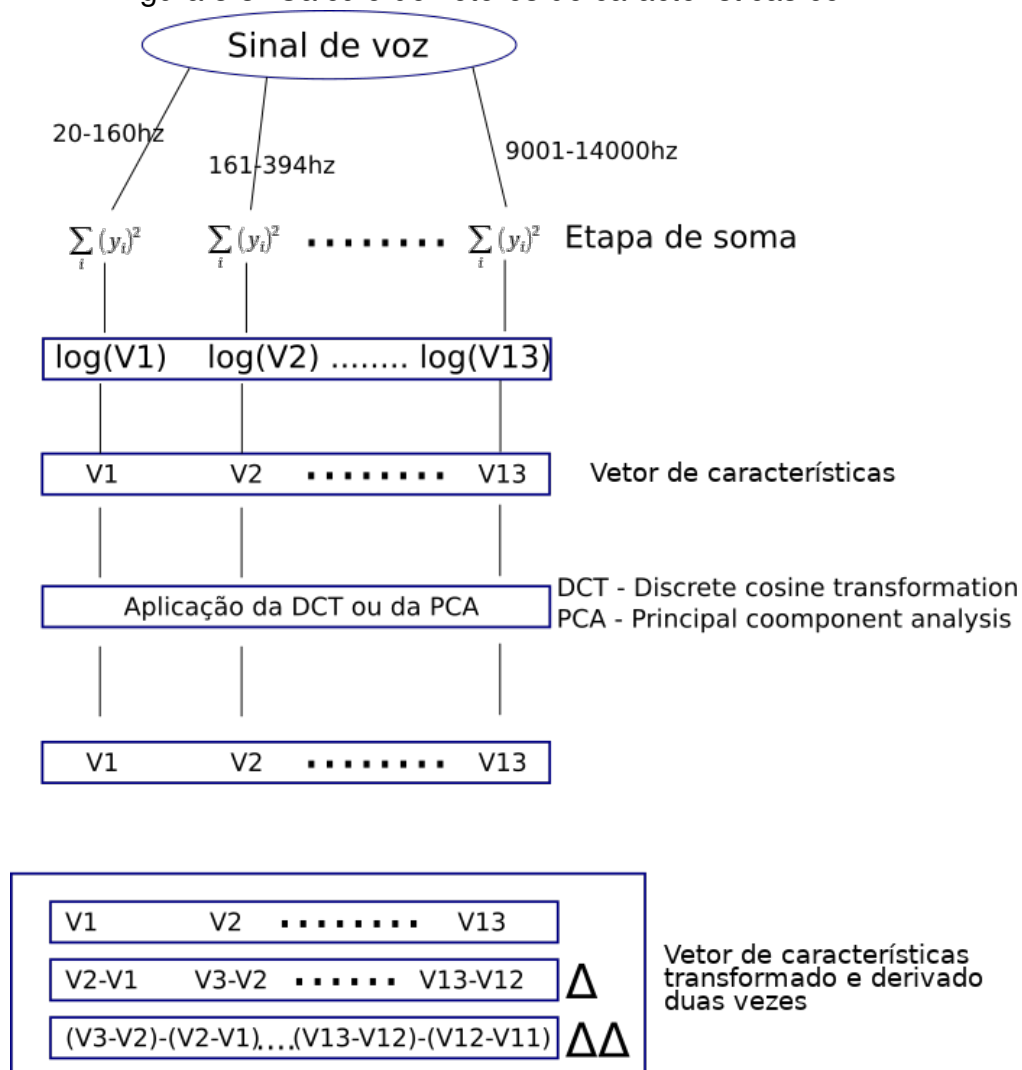 Sinal de voz
20-160hz
161-394hz
9001-14000hz
∑ᵢ (yᵢ)² ∑ᵢ (yᵢ)² ........ ∑ᵢ (yᵢ)² Etapa de soma
log(V1) log(V2) ........ log(V13)
V1 V2 ........ V13 Vetor de características
Aplicação da DCT ou da PCA
DCT - Discrete cosine transformation
PCA - Principal coomponent analysis
V1 V2 ........ V13
V1 V2 ........ V13
V2-V1 V3-V2 ...... V13-V12 Δ
(V3-V2)-(V2-V1)....(V13-V12)-(V12-V11) ΔΔ
Vetor de características
transformado e derivado
duas vezes